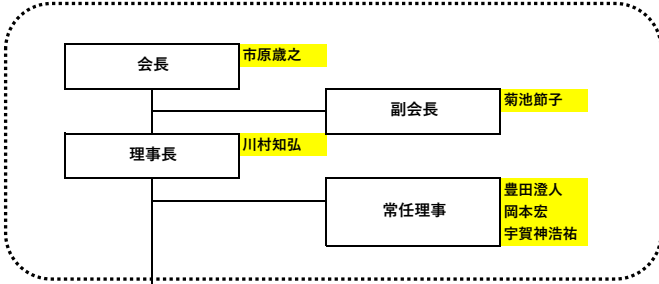 会長
市原歳之
副会長
菊池節子
理事長
川村知弘
常任理事
豊田澄人
岡本宏
宇賀神浩祐